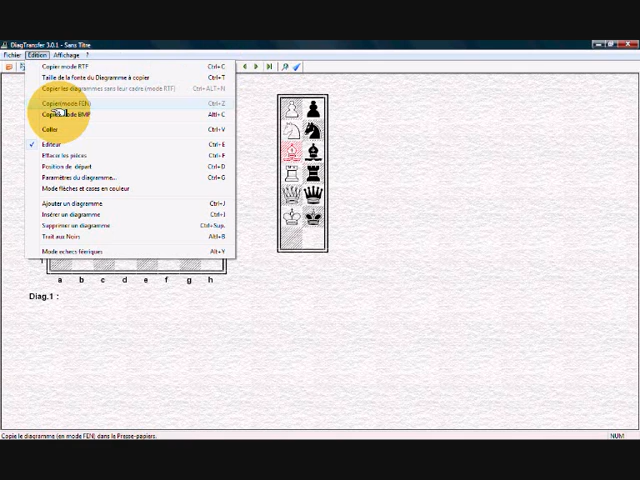 DiagTransfer 3.0.1 - Sans Titre
Fichier Edition Affichage ?
Copier mode RTF Ctrl+C
Taille de la fonte du Diagramme à copier Ctrl+T
Copier les diagrammes sans leur cadre (mode RTF) Ctrl+ALT+N
Copier(mode FEN) Ctrl+Z
Copier mode BMP Altl+C
Coller Ctrl+V
Editeur Ctrl+E
Effacer les pièces Ctrl+F
Position de départ Ctrl+D
Paramètres du diagramme... Ctrl+G
Mode flèches et cases en couleur
Ajouter un diagramme Ctrl+J
Insérer un diagramme Ctrl+I
Supprimer un diagramme Ctrl+Sup.
Trait aux Noirs Altl+B
Mode echecs féeriques Alt+Y
1
a b c d e f g h
Diag.1 :
Copie le diagramme (en mode FEN) dans le Presse-papiers. NUM